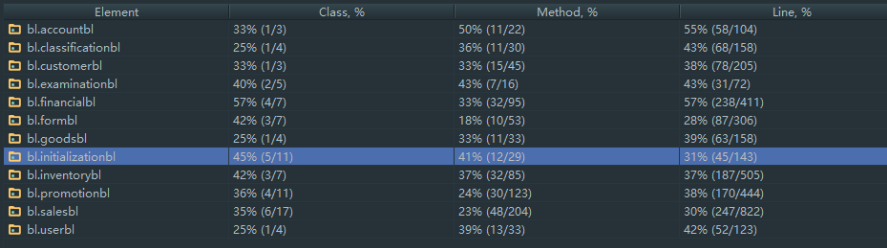 Element Class, % Method, % Line, %
bl.accountbl 33% (1/3) 50% (11/22) 55% (58/104)
bl.classificationbl 25% (1/4) 36% (11/30) 43% (68/158)
bl.customerbl 33% (1/3) 33% (15/45) 38% (78/205)
bl.examinationbl 40% (2/5) 43% (7/16) 43% (31/72)
bl.financialbl 57% (4/7) 33% (32/95) 57% (238/411)
bl.formbl 42% (3/7) 18% (10/53) 28% (87/306)
bl.goodsbl 25% (1/4) 33% (11/33) 39% (63/158)
bl.initializationbl 45% (5/11) 41% (12/29) 31% (45/143)
bl.inventorybl 42% (3/7) 37% (32/85) 37% (187/505)
bl.promotionbl 36% (4/11) 24% (30/123) 38% (170/444)
bl.salesbl 35% (6/17) 23% (48/204) 30% (247/822)
bl.userbl 25% (1/4) 39% (13/33) 42% (52/123)